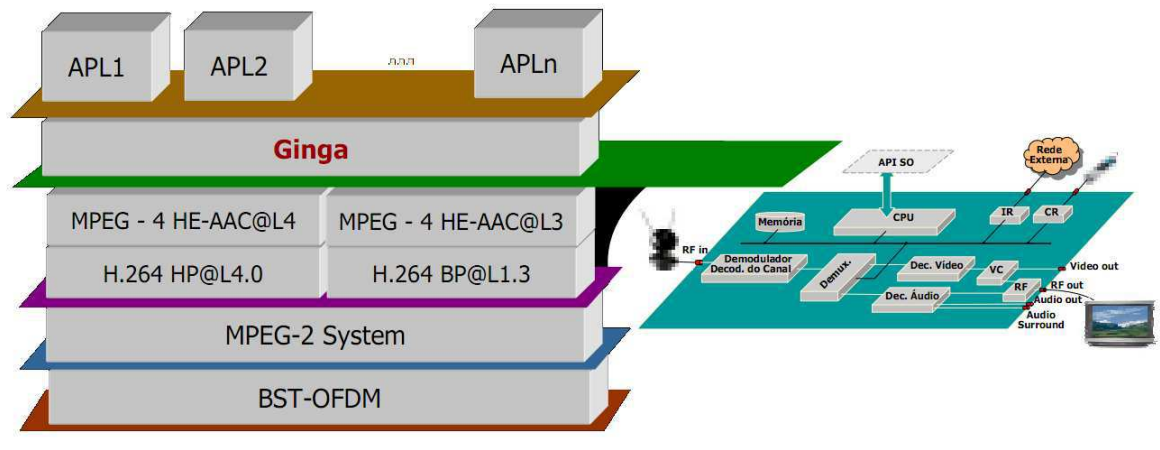 APL1
APL2
APLn
Ginga
MPEG - 4 HE-AAC@L4
MPEG - 4 HE-AAC@L3
H.264 HP@L4.0
H.264 BP@L1.3
MPEG-2 System
BST-OFDM
API SO
Rede
Externa
Memória
CPU
IR
CR
RF in
Demodulador
Decod. do Canal
Demux.
Dec. Vídeo
VC
Video out
Dec. Áudio
RF
RF out
Audio out
Audio
Surround